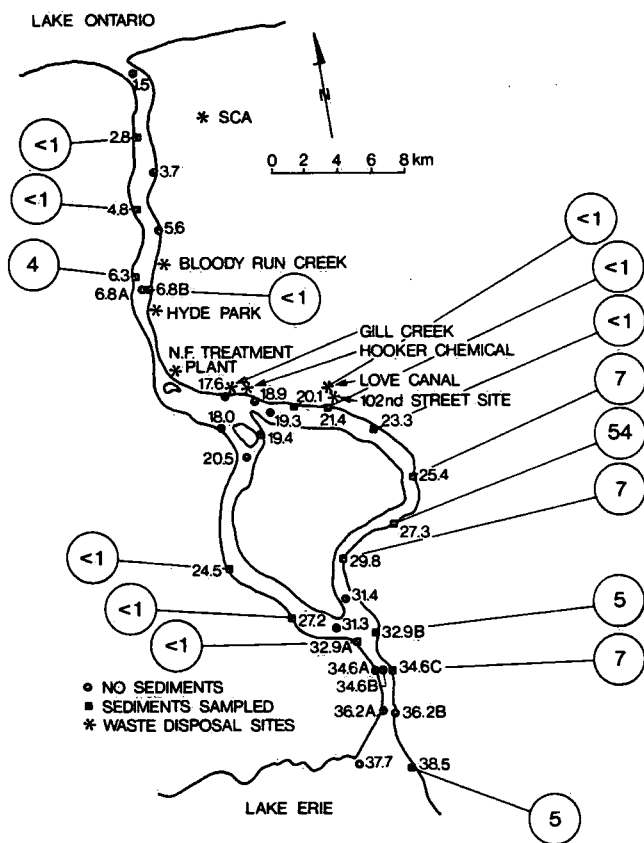 LAKE ONTARIO
1.5
* SCA
N
0 2 4 6 8 km
<1
2.8
3.7
<1
4.8
5.6
<1
* BLOODY RUN CREEK
4
6.3
<1
6.8A
6.8B
<1
* HYDE PARK
<1
GILL CREEK
N.F. TREATMENT
PLANT
HOOKER CHEMICAL
17.6
18.9
20.1
LOVE CANAL
102nd STREET SITE
7
19.3
21.4
23.3
18.0
19.4
54
20.5
25.4
27.3
7
<1
24.5
29.8
31.4
<1
27.2
31.3
32.9B
5
<1
32.9A
34.6A
34.6C
7
34.6B
NO SEDIMENTS
SEDIMENTS SAMPLED
* WASTE DISPOSAL SITES
36.2A
36.2B
37.7
38.5
LAKE ERIE
5